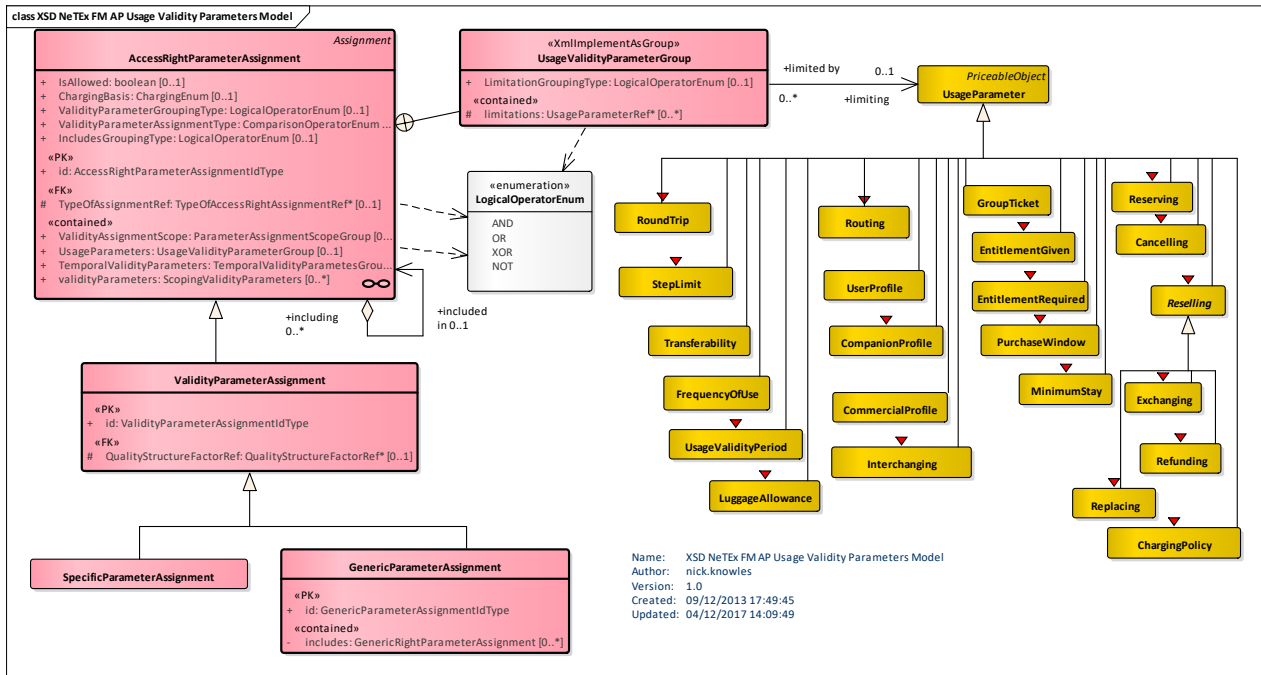 class XSD NeTEx FM AP Usage Validity Parameters Model
Assignment
AccessRightParameterAssignment
+ IsAllowed: boolean [0..1]
+ ChargingBasis: ChargingEnum [0..1]
+ ValidityParameterGroupingType: LogicalOperatorEnum [0..1]
+ ValidityParameterAssignmentType: ComparisonOperatorEnum ...
+ IncludesGroupingType: LogicalOperatorEnum [0..1]
«PK»
+ id: AccessRightParameterAssignmentIdType
«FK»
# TypeOfAssignmentRef: TypeOfAccessRightAssignmentRef* [0..1]
«contained»
+ ValidityAssignmentScope: ParameterAssignmentScopeGroup [0...
+ UsageParameters: UsageValidityParameterGroup [0..1]
+ TemporalValidityParameters: TemporalValidityParametesGrou...
+ validityParameters: ScopingValidityParameters [0..*]
+including
0..*
+included
in 0..1
«XmlImplementAsGroup»
UsageValidityParameterGroup
+ LimitationGroupingType: LogicalOperatorEnum [0..1]
«contained»
# limitations: UsageParameterRef* [0..*]
+limited by
0..*
0..1
+limiting
PriceableObject
UsageParameter
«enumeration»
LogicalOperatorEnum
AND
OR
XOR
NOT
ValidityParameterAssignment
«PK»
+ id: ValidityParameterAssignmentIdType
«FK»
# QualityStructureFactorRef: QualityStructureFactorRef* [0..1]
SpecificParameterAssignment
GenericParameterAssignment
«PK»
+ id: GenericParameterAssignmentIdType
«contained»
- includes: GenericRightParameterAssignment [0..*]
RoundTrip
StepLimit
Transferability
FrequencyOfUse
UsageValidityPeriod
LuggageAllowance
Routing
UserProfile
CompanionProfile
CommercialProfile
Interchanging
GroupTicket
EntitlementGiven
EntitlementRequired
PurchaseWindow
MinimumStay
Reserving
Cancelling
Reselling
Exchanging
Refunding
Replacing
ChargingPolicy
Name: XSD NeTEx FM AP Usage Validity Parameters Model
Author: nick.knowles
Version: 1.0
Created: 09/12/2013 17:49:45
Updated: 04/12/2017 14:09:49